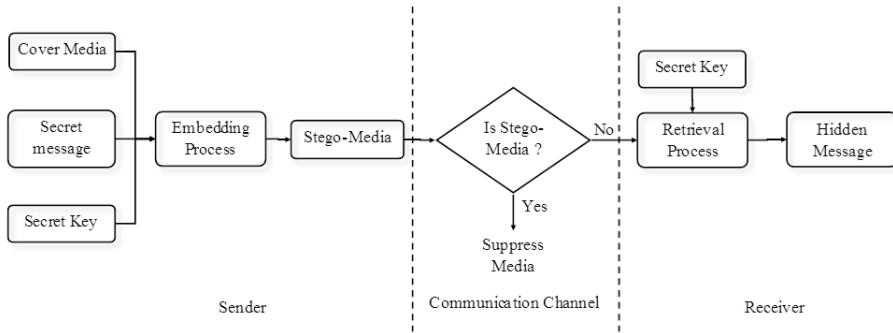 Cover Media
Secret
message
Secret Key
Embedding
Process
Stego-Media
Is Stego-
Media ?
No
Yes
Suppress
Media
Secret Key
Retrieval
Process
Hidden
Message
Sender
Communication Channel
Receiver